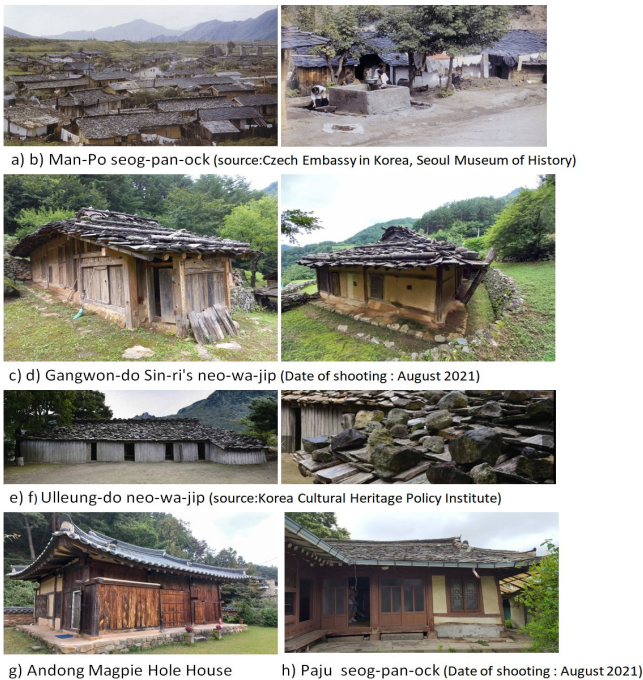 a) b) Man-Po seog-pan-ock (source:Czech Embassy in Korea, Seoul Museum of History)
c) d) Gangwon-do Sin-ri's neo-wa-jip (Date of shooting : August 2021)
e) f) Ulleung-do neo-wa-jip (source:Korea Cultural Heritage Policy Institute)
g) Andong Magpie Hole House
h) Paju seog-pan-ock (Date of shooting : August 2021)